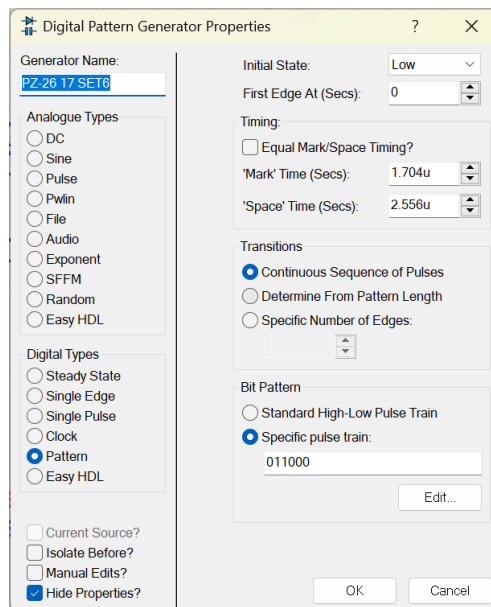 Digital Pattern Generator Properties ? X
Generator Name:
PZ-26 17 SET6
Analogue Types
DC
Sine
Pulse
Pwlin
File
Audio
Exponent
SFFM
Random
Easy HDL
Digital Types
Steady State
Single Edge
Single Pulse
Clock
Pattern
Easy HDL
Current Source?
Isolate Before?
Manual Edits?
Hide Properties?
Initial State: Low
First Edge At (Secs): 0
Timing:
Equal Mark/Space Timing?
'Mark' Time (Secs): 1.704u
'Space' Time (Secs): 2.556u
Transitions
Continuous Sequence of Pulses
Determine From Pattern Length
Specific Number of Edges:
Bit Pattern
Standard High-Low Pulse Train
Specific pulse train:
011000
Edit...
OK Cancel